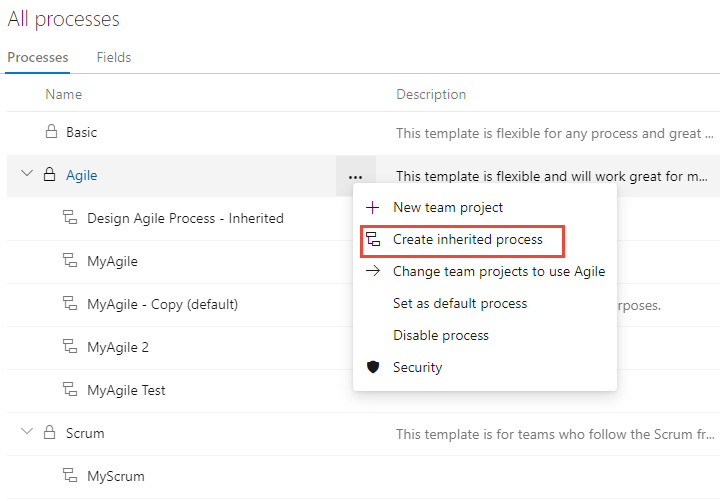 All processes
Processes Fields
Name Description
Basic This template is flexible for any process and great ...
Agile ... This template is flexible and will work great for m...
New team project
Design Agile Process - Inherited
Create inherited process
MyAgile
Change team projects to use Agile
MyAgile - Copy (default) Set as default process rposes.
Disable process
MyAgile 2
Security
MyAgile Test
Scrum This template is for teams who follow the Scrum fr...
MyScrum